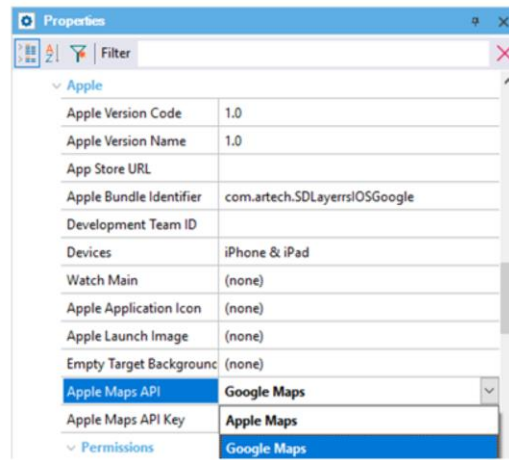 Properties
Filter
Apple
Apple Version Code 1.0
Apple Version Name 1.0
App Store URL
Apple Bundle Identifier com.artech.SDLayerrsIOSGoogle
Development Team ID
Devices iPhone & iPad
Watch Main (none)
Apple Application Icon (none)
Apple Launch Image (none)
Empty Target Background (none)
Apple Maps API Google Maps
Apple Maps API Key Apple Maps
Permissions Google Maps